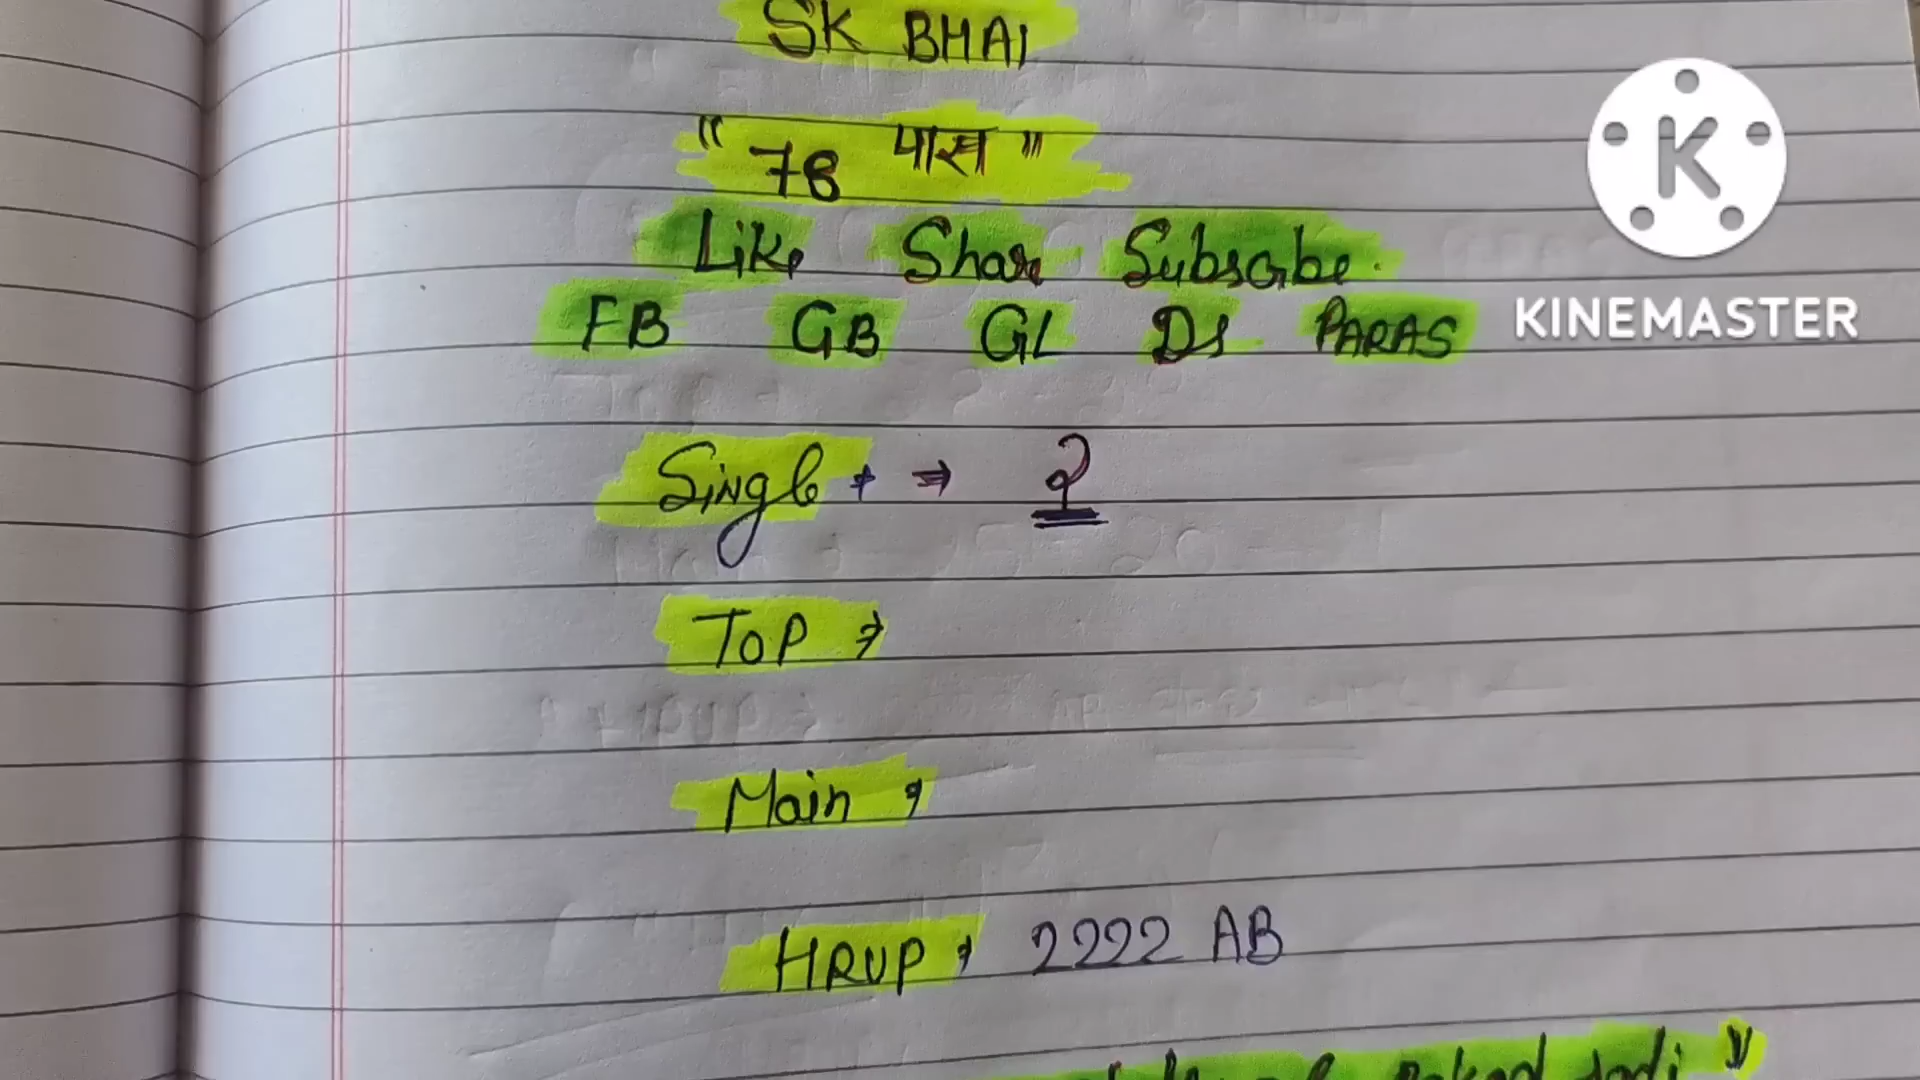 SK BHAI
"78 पास"
Like Share Subscribe.
FB GB GL DS PARAS
KINEMASTER
Single → 2
TOP →
Main →
HRUP → 2222 AB
Jodi"